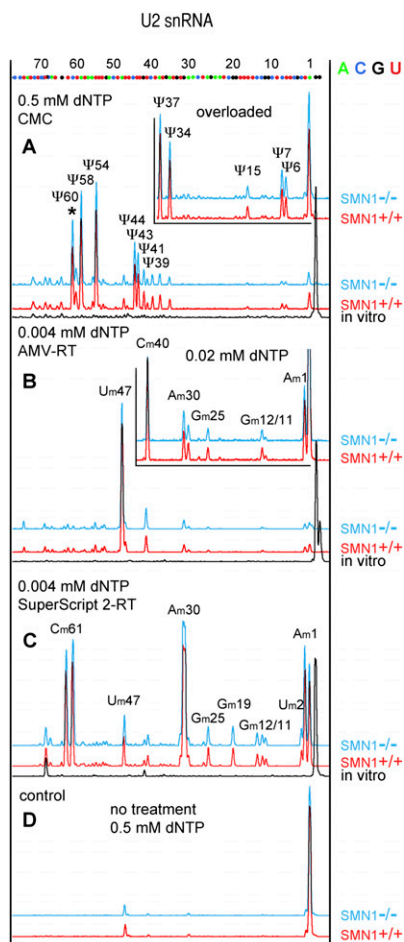 U2 snRNA
70 60 50 40 30 20 10 1 A C G U
0.5 mM dNTP
CMC
A
overloaded
Ψ37
Ψ34
Ψ15
Ψ7
Ψ6
Ψ54
Ψ58
Ψ60
*
Ψ44
Ψ43
Ψ41
Ψ39
SMN1-/-
SMN1+/+
SMN1-/-
SMN1+/+
in vitro
0.004 mM dNTP
AMV-RT
B
Cm40
0.02 mM dNTP
Um47
Am30
Gm25
Gm12/11
Am1
SMN1-/-
SMN1+/+
SMN1-/-
SMN1+/+
in vitro
0.004 mM dNTP
SuperScript 2-RT
C
Am30
Cm61
Um47
Gm25
Gm19
Gm12/11
Am1
Um2
SMN1-/-
SMN1+/+
in vitro
control
D
no treatment
0.5 mM dNTP
SMN1-/-
SMN1+/+